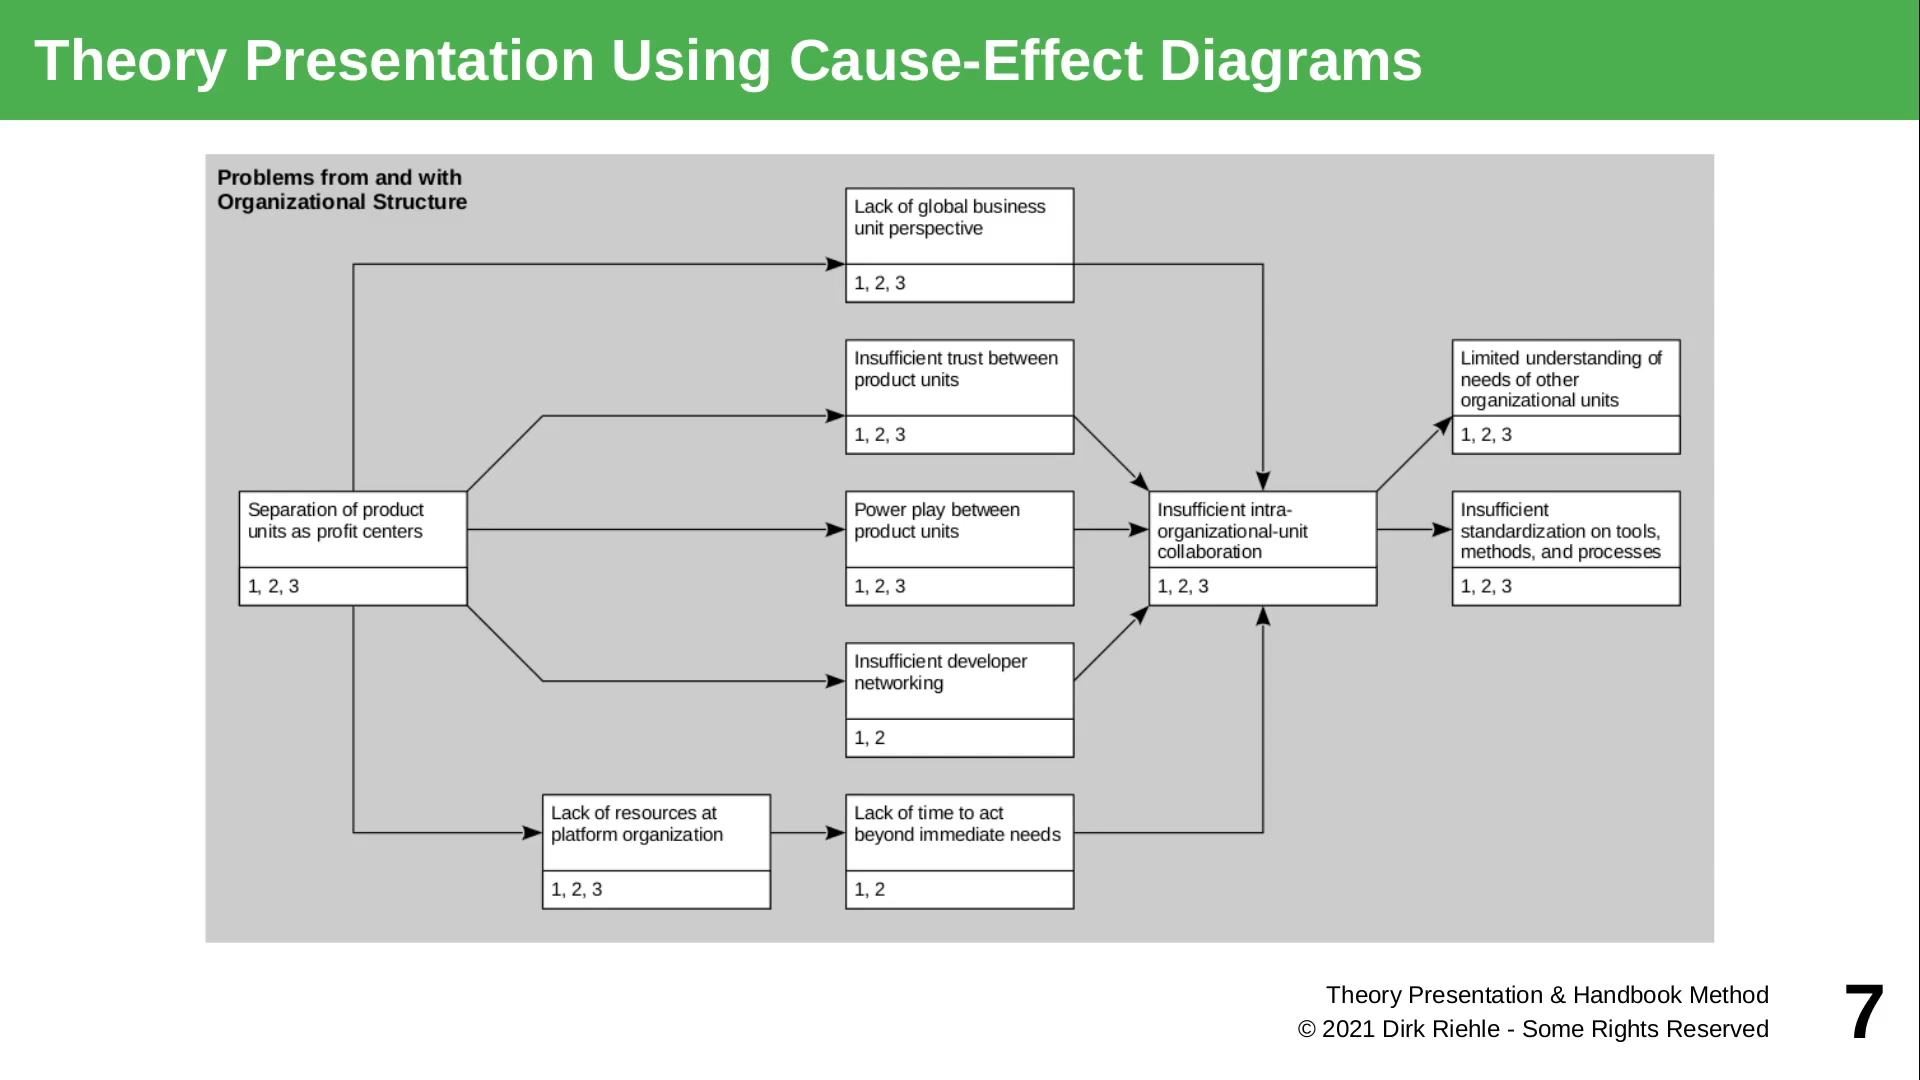 Theory Presentation Using Cause-Effect Diagrams
Problems from and with
Organizational Structure
Lack of global business
unit perspective
1, 2, 3
Insufficient trust between
product units
1, 2, 3
Limited understanding of
needs of other
organizational units
1, 2, 3
Separation of product
units as profit centers
1, 2, 3
Power play between
product units
1, 2, 3
Insufficient intra-
organizational-unit
collaboration
1, 2, 3
Insufficient
standardization on tools,
methods, and processes
1, 2, 3
Insufficient developer
networking
1, 2
Lack of resources at
platform organization
1, 2, 3
Lack of time to act
beyond immediate needs
1, 2
Theory Presentation & Handbook Method
© 2021 Dirk Riehle - Some Rights Reserved
7